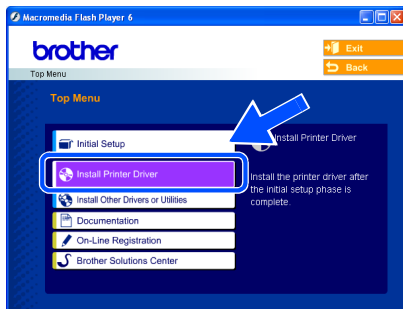 Macromedia Flash Player 6
brother
Exit
Back
Top Menu
Top Menu
Initial Setup
Install Printer Driver
Install Other Drivers or Utilities
Documentation
On-Line Registration
Brother Solutions Center
Install Printer Driver
Install the printer driver after
the initial setup phase is
complete.